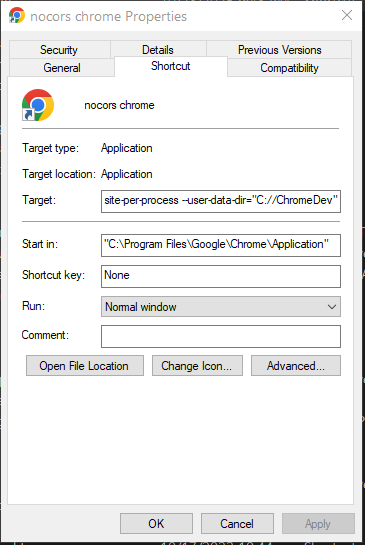 nocors chrome Properties
Security Details Previous Versions
General Shortcut Compatibility
nocors chrome
Target type: Application
Target location: Application
Target: site-per-process --user-data-dir="C://ChromeDev"
Start in: "C:\Program Files\Google\Chrome\Application"
Shortcut key: None
Run: Normal window
Comment:
Open File Location Change Icon... Advanced...
OK Cancel Apply